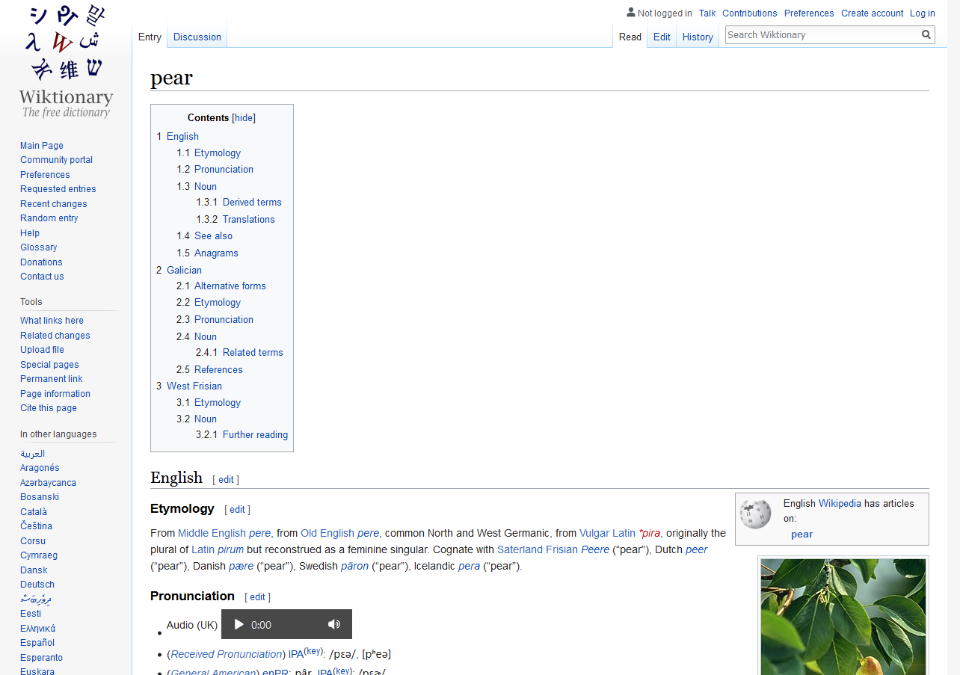 Not logged in Talk Contributions Preferences Create account Log in
Entry Discussion Read Edit History Search Wiktionary
Wiktionary
The free dictionary
Main Page
Community portal
Preferences
Requested entries
Recent changes
Random entry
Help
Glossary
Donations
Contact us
Tools
What links here
Related changes
Upload file
Special pages
Permanent link
Page information
Cite this page
In other languages
العربية
Aragonés
Azərbaycanca
Bosanski
Català
Čeština
Corsu
Cymraeg
Dansk
Deutsch
ދިވެހިބަސް
Eesti
Ελληνικά
Español
Esperanto
Euskara
pear
Contents [hide]
1 English
1.1 Etymology
1.2 Pronunciation
1.3 Noun
1.3.1 Derived terms
1.3.2 Translations
1.4 See also
1.5 Anagrams
2 Galician
2.1 Alternative forms
2.2 Etymology
2.3 Pronunciation
2.4 Noun
2.4.1 Related terms
2.5 References
3 West Frisian
3.1 Etymology
3.2 Noun
3.2.1 Further reading
English [ edit ]
Etymology [ edit ]
From Middle English pere, from Old English pere, common North and West Germanic, from Vulgar Latin *pira, originally the
plural of Latin pirum but reconstrued as a feminine singular. Cognate with Saterland Frisian Peere (“pear”), Dutch peer
(“pear”), Danish pære (“pear”), Swedish päron (“pear”), Icelandic pera (“pear”).
English Wikipedia has articles
on:
pear
Pronunciation [ edit ]
• Audio (UK) 0:00
• (Received Pronunciation) IPA(key): /pɛə/, [pʰeə]
• (General American) enPR: pâr, IPA(key): /pɛɚ/